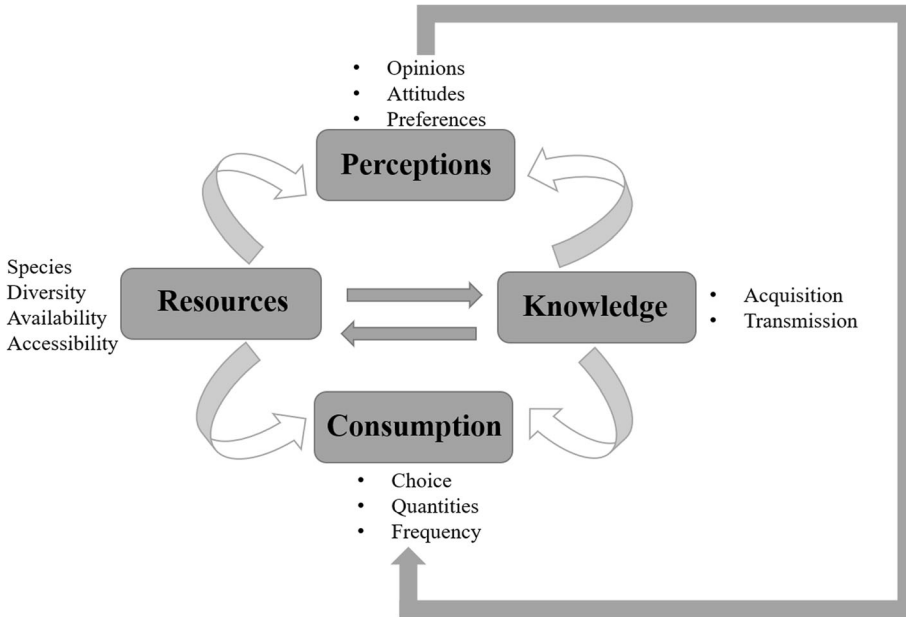 • Opinions
• Attitudes
• Preferences
Perceptions
Species
Diversity
Availability
Accessibility
Resources
Knowledge
• Acquisition
• Transmission
Consumption
• Choice
• Quantities
• Frequency